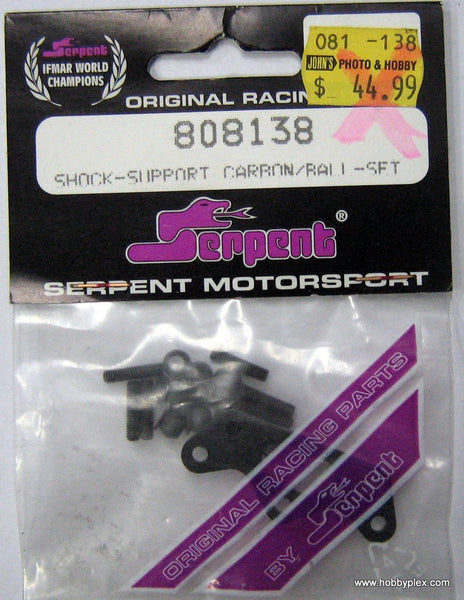 Serpent
IFMAR WORLD
CHAMPIONS
081 -138
JOHN'S PHOTO & HOBBY
$ 44.99
ORIGINAL RACING
808138
SHOCK-SUPPORT CARBON/BALL-SET
Serpent®
SERPENT MOTORSPORT
ORIGINAL RACING PARTS
BY Serpent
www.hobbyplex.com